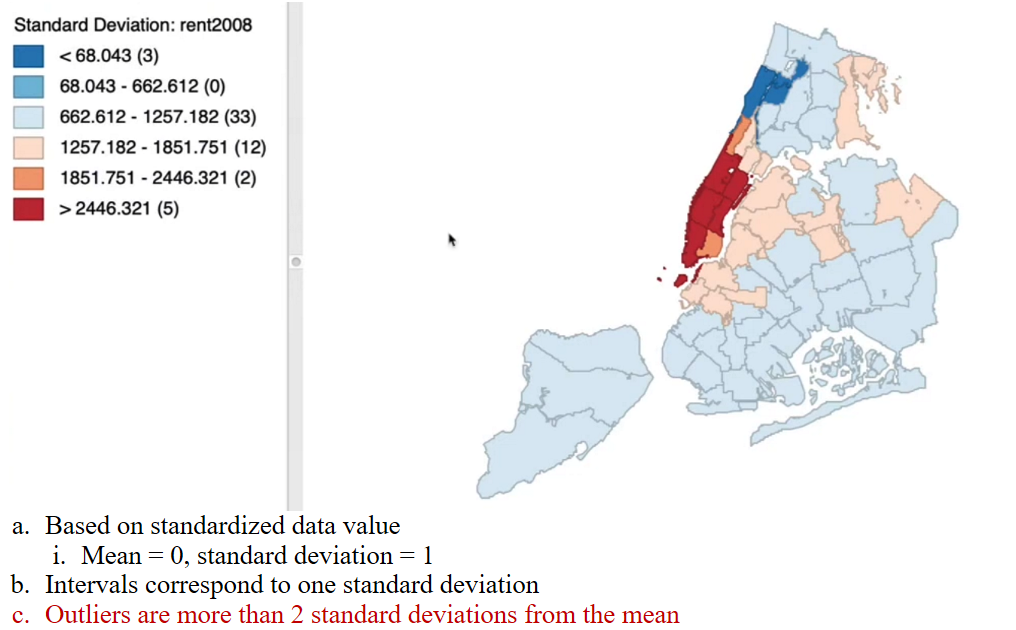 Standard Deviation: rent2008
< 68.043 (3)
68.043 - 662.612 (0)
662.612 - 1257.182 (33)
1257.182 - 1851.751 (12)
1851.751 - 2446.321 (2)
> 2446.321 (5)
a. Based on standardized data value
i. Mean = 0, standard deviation = 1
b. Intervals correspond to one standard deviation
c. Outliers are more than 2 standard deviations from the mean